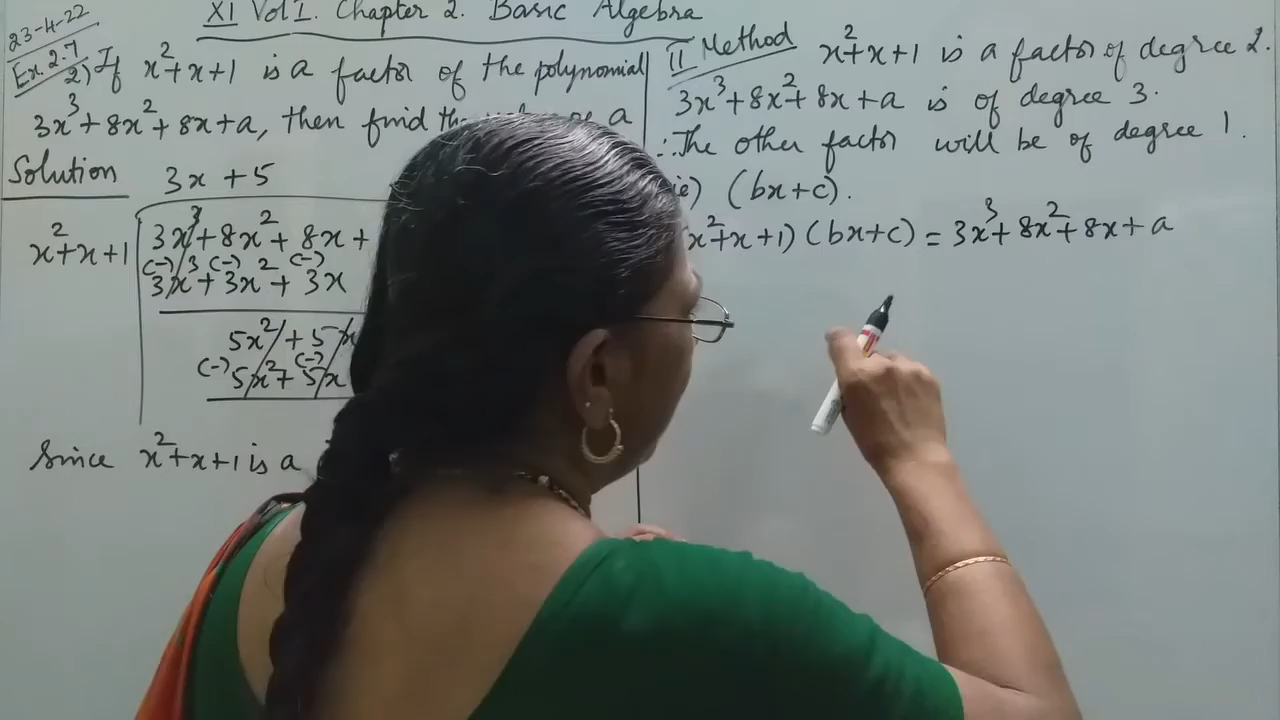 XI Vol I. Chapter 2. Basic Algebra
23-4-22
Ex. 2.7
2) If x²+x+1 is a factor of the polynomial
3x³+8x²+8x+a, then find the a
Solution
3x+5
x²+x+1
3x³+8x²+8x+
(-) (-) (-)
3x³+3x²+3x
5x²+5x
(-) (-)
5x²+5x
Since x²+x+1 is a
II Method x²+x+1 is a factor of degree 2.
3x³+8x²+8x+a is of degree 3.
∴ The other factor will be of degree 1.
ie) (bx+c).
x²+x+1)(bx+c) = 3x³+8x²+8x+a